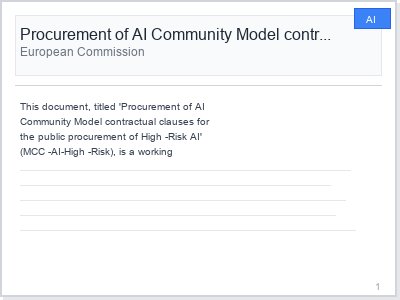 AI
Procurement of AI Community Model contr...
European Commission
This document, titled 'Procurement of AI
Community Model contractual clauses for
the public procurement of High -Risk AI'
(MCC -AI-High -Risk), is a working
1